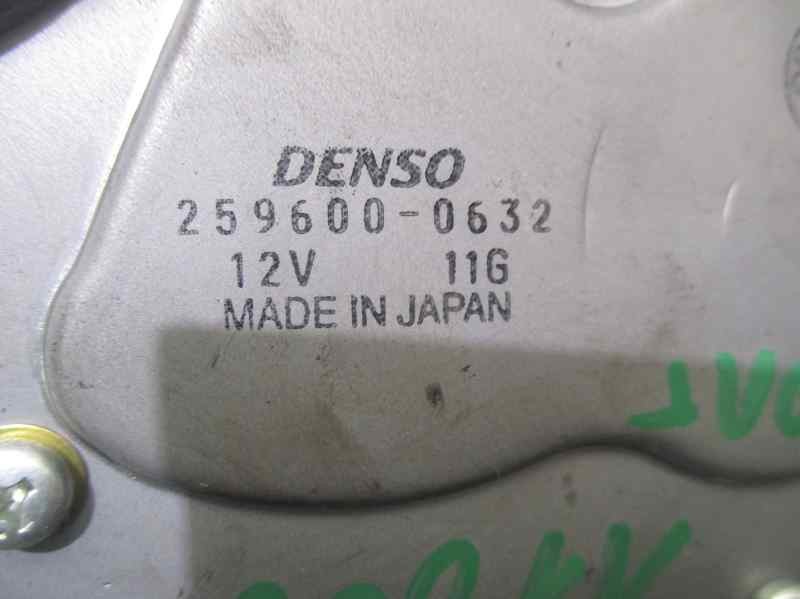 DENSO
259600-0632
12V 11G
MADE IN JAPAN